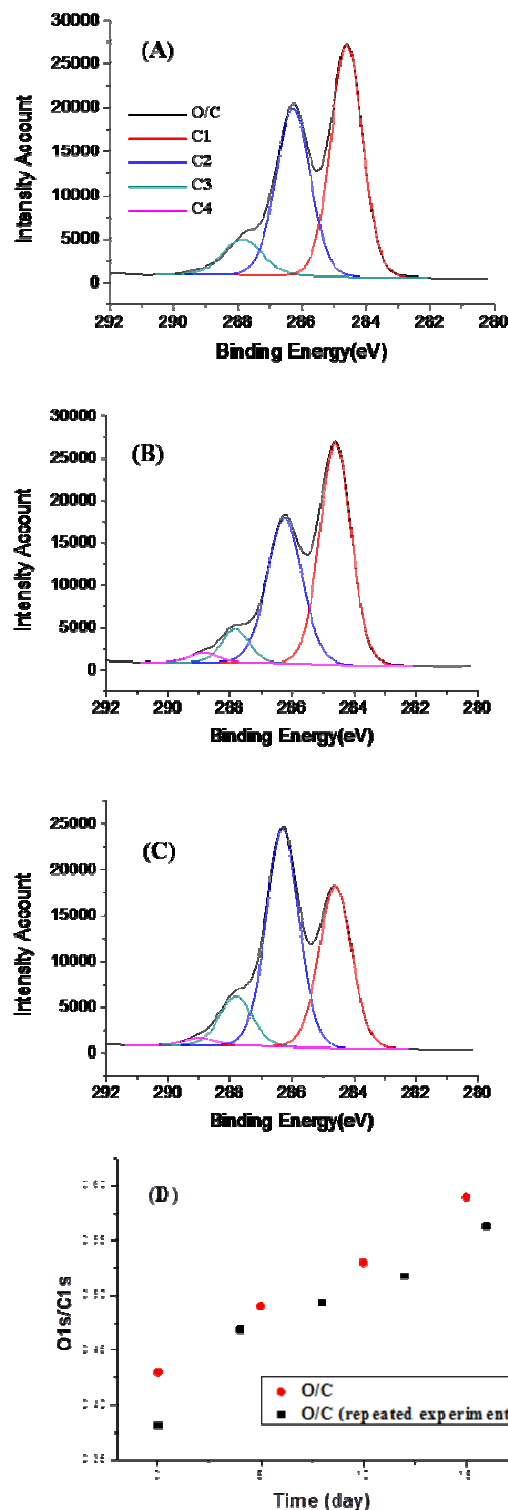 (A)
30000
25000
20000
15000
10000
5000
0
O/C
C1
C2
C3
C4
Intensity Account
292 290 288 286 284 282 280
Binding Energy(eV)
(B)
30000
25000
20000
15000
10000
5000
0
Intensity Account
292 290 288 286 284 282 280
Binding Energy(eV)
(C)
25000
20000
15000
10000
5000
0
Intensity Account
292 290 288 286 284 282 280
Binding Energy(eV)
(D)
O1s/C1s
O/C
O/C (repeated experiment
Time (day)